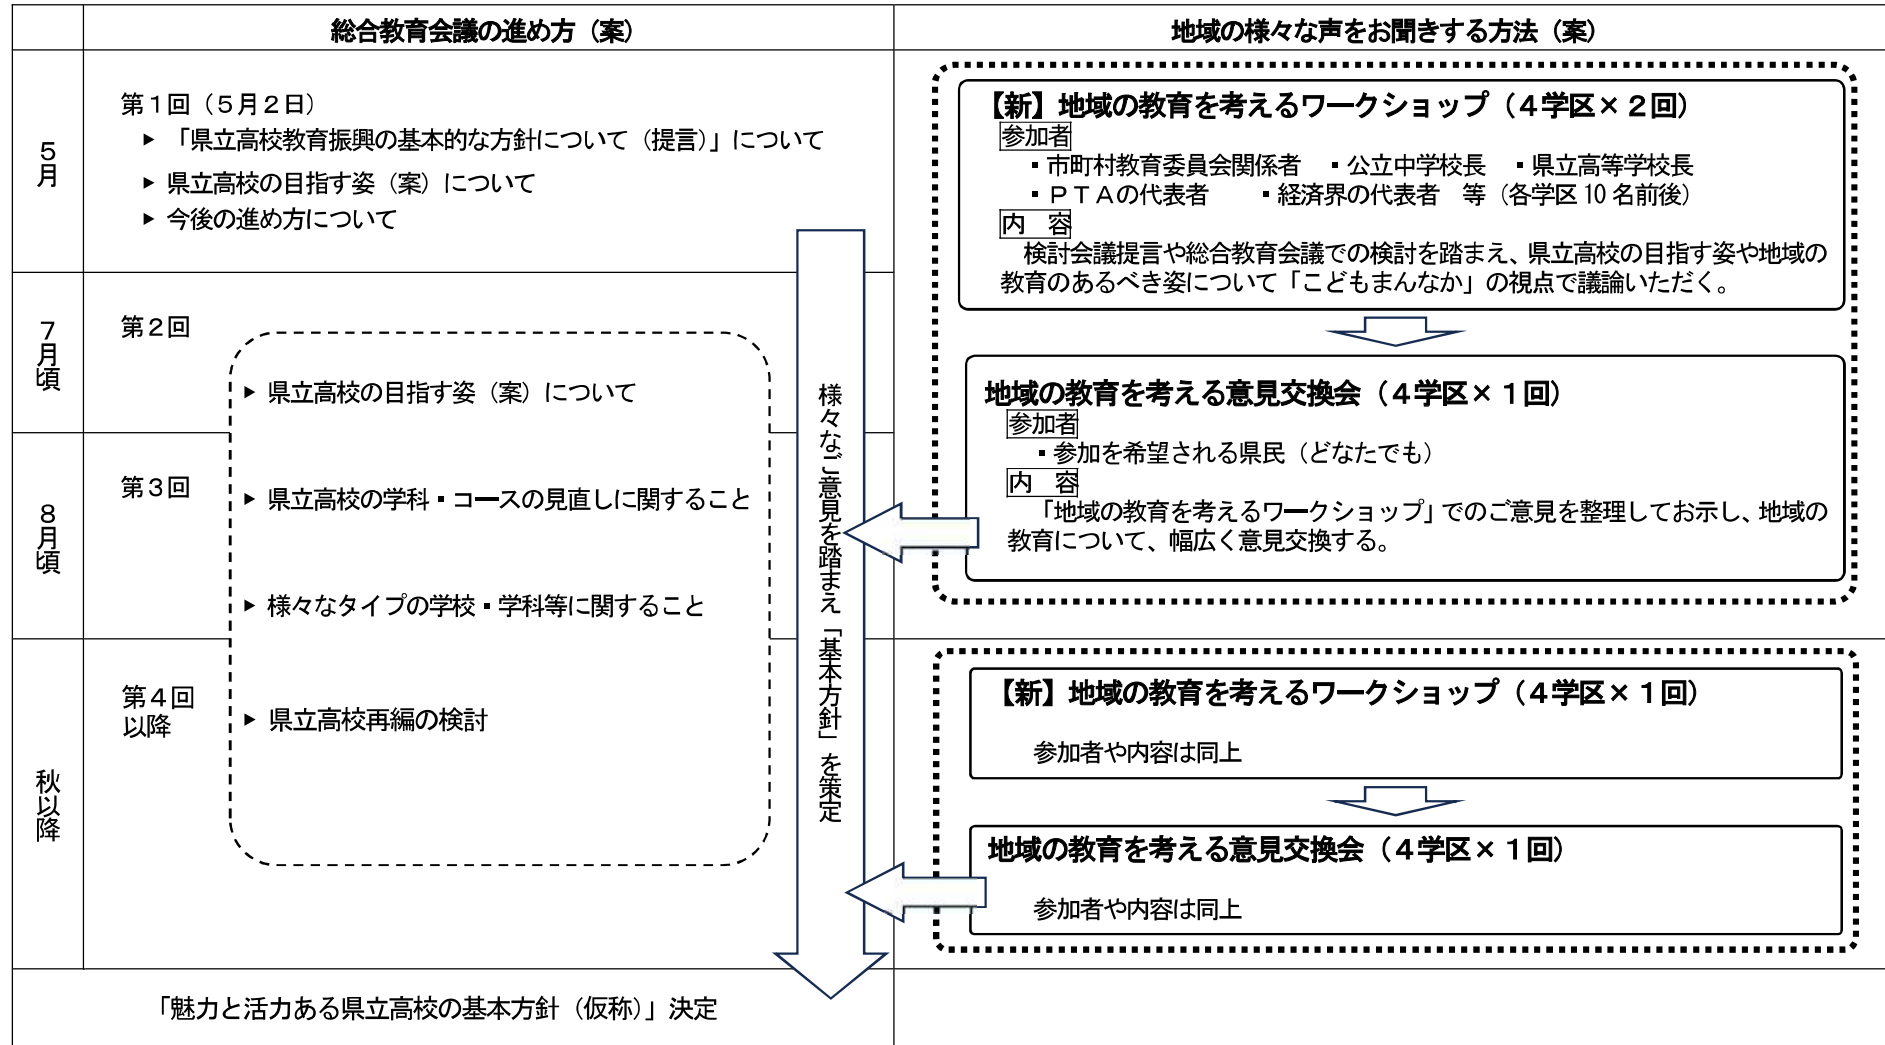 総合教育会議の進め方（案）
地域の様々な声をお聞きする方法（案）
5月
第１回（５月２日）
▶ 「県立高校教育振興の基本的な方針について（提言）」について
▶ 県立高校の目指す姿（案）について
▶ 今後の進め方について
7月頃
第２回
▶ 県立高校の目指す姿（案）について
8月頃
第３回
▶ 県立高校の学科・コースの見直しに関すること
▶ 様々なタイプの学校・学科等に関すること
秋以降
第４回
以降
▶ 県立高校再編の検討
様々なご意見を踏まえ「基本方針」を策定
「魅力と活力ある県立高校の基本方針（仮称）」決定
【新】地域の教育を考えるワークショップ（４学区×２回）
参加者
・市町村教育委員会関係者　・公立中学校長　・県立高等学校長
・ＰＴＡの代表者　　・経済界の代表者　等（各学区 10 名前後）
内　容
検討会議提言や総合教育会議での検討を踏まえ、県立高校の目指す姿や地域の
教育のあるべき姿について「こどもまんなか」の視点で議論いただく。
地域の教育を考える意見交換会（４学区×１回）
参加者
・参加を希望される県民（どなたでも）
内　容
「地域の教育を考えるワークショップ」でのご意見を整理してお示し、地域の
教育について、幅広く意見交換する。
【新】地域の教育を考えるワークショップ（４学区×１回）
参加者や内容は同上
地域の教育を考える意見交換会（４学区×１回）
参加者や内容は同上